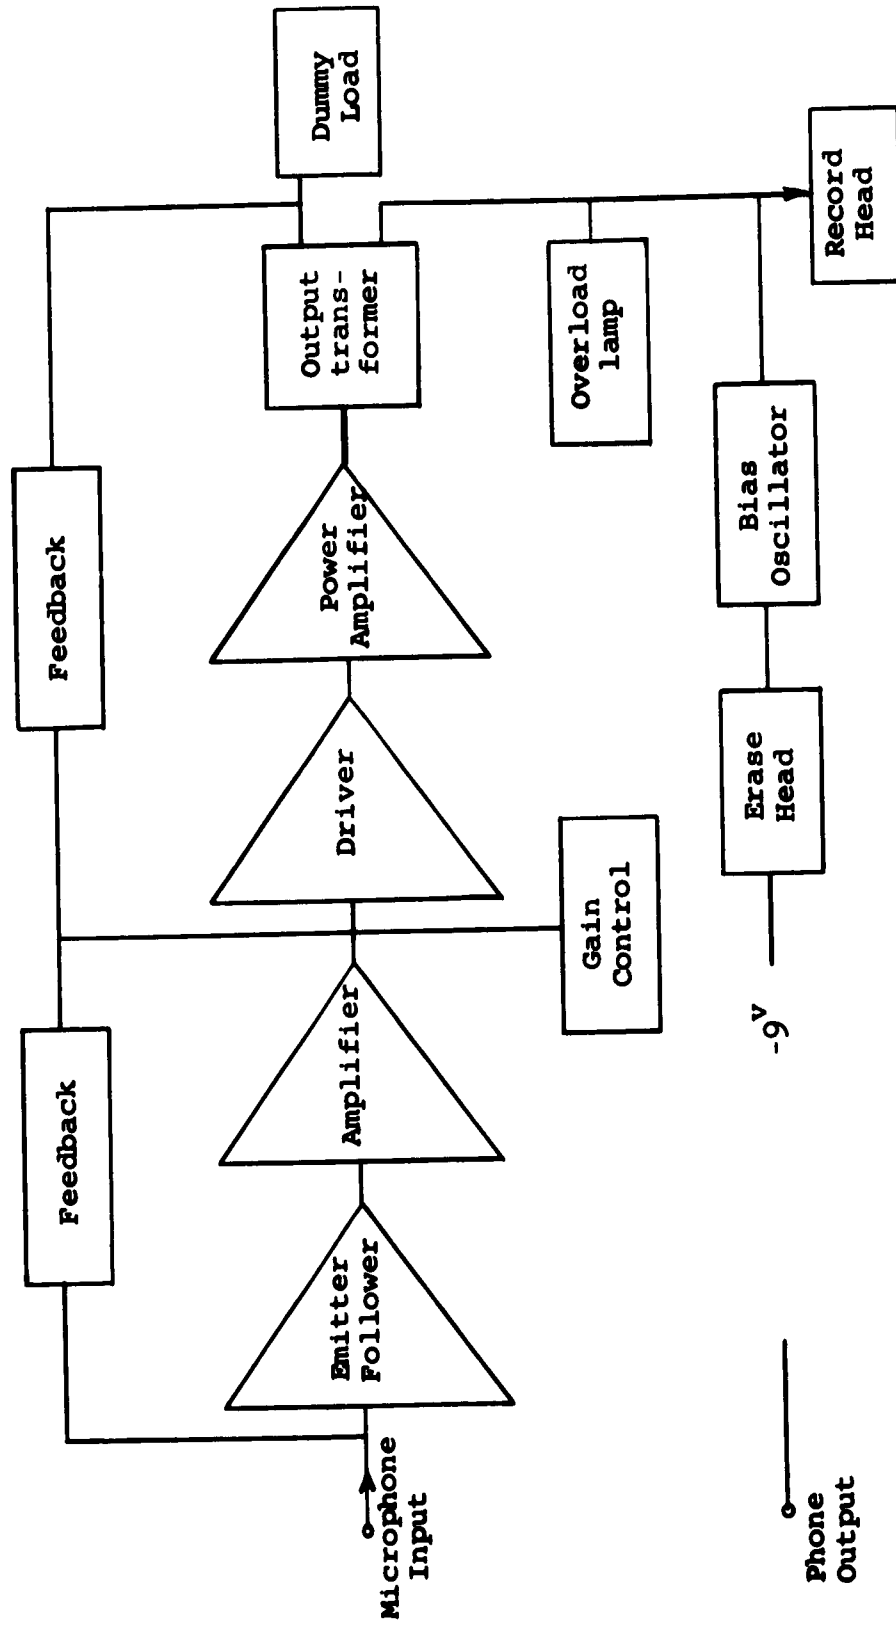 Feedback
Feedback
Microphone
Input
Emitter
Follower
Amplifier
Driver
Power
Amplifier
Output
trans-
former
Dummy
Load
Gain
Control
Overload
lamp
-9V
Erase
Head
Bias
Oscillator
Record
Head
Phone
Output